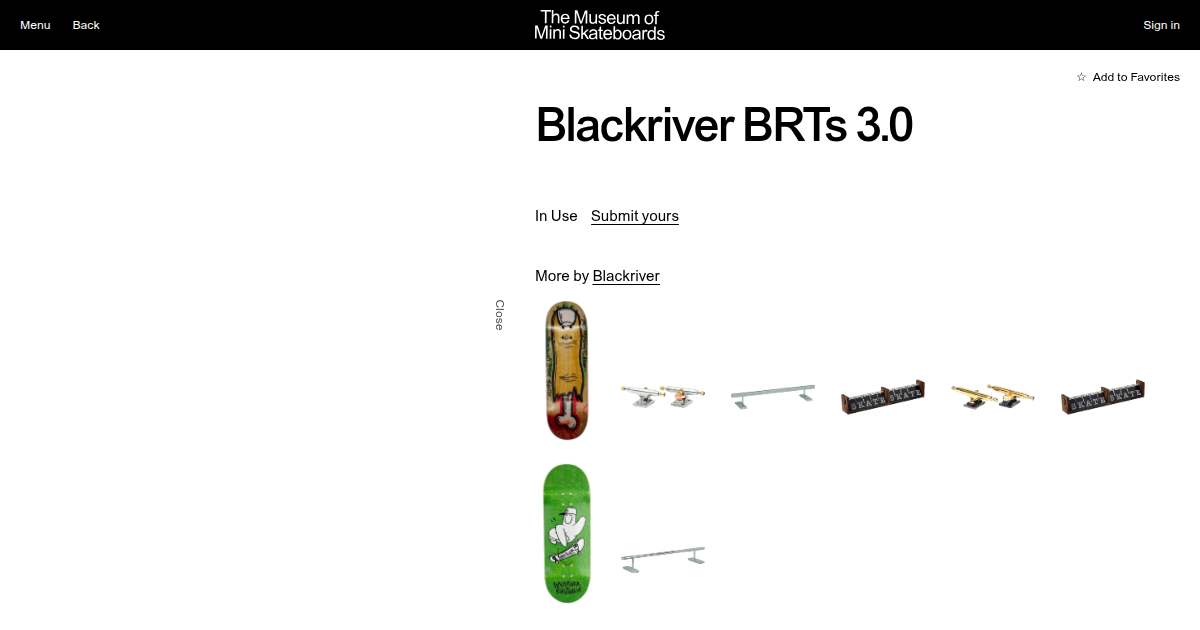 Menu
Back
The Museum of
Mini Skateboards
Sign in
☆ Add to Favorites
Blackriver BRTs 3.0
In Use
Submit yours
More by Blackriver
Close
SKATE SKATE
SKATE SKATE